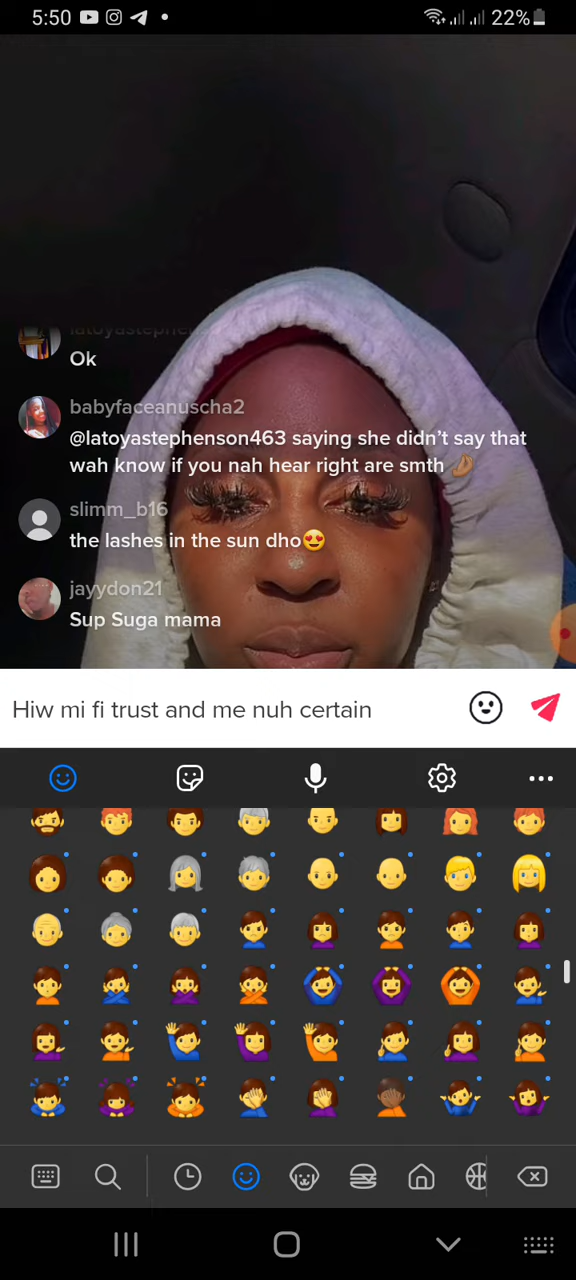 5:50
22%
latoyastephens
Ok
babyfaceanuscha2
@latoyastephenson463 saying she didn’t say that
wah know if you nah hear right are smth 🤌🏽
slimm_b16
the lashes in the sun dho😍
jayydon21
Sup Suga mama
Hiw mi fi trust and me nuh certain